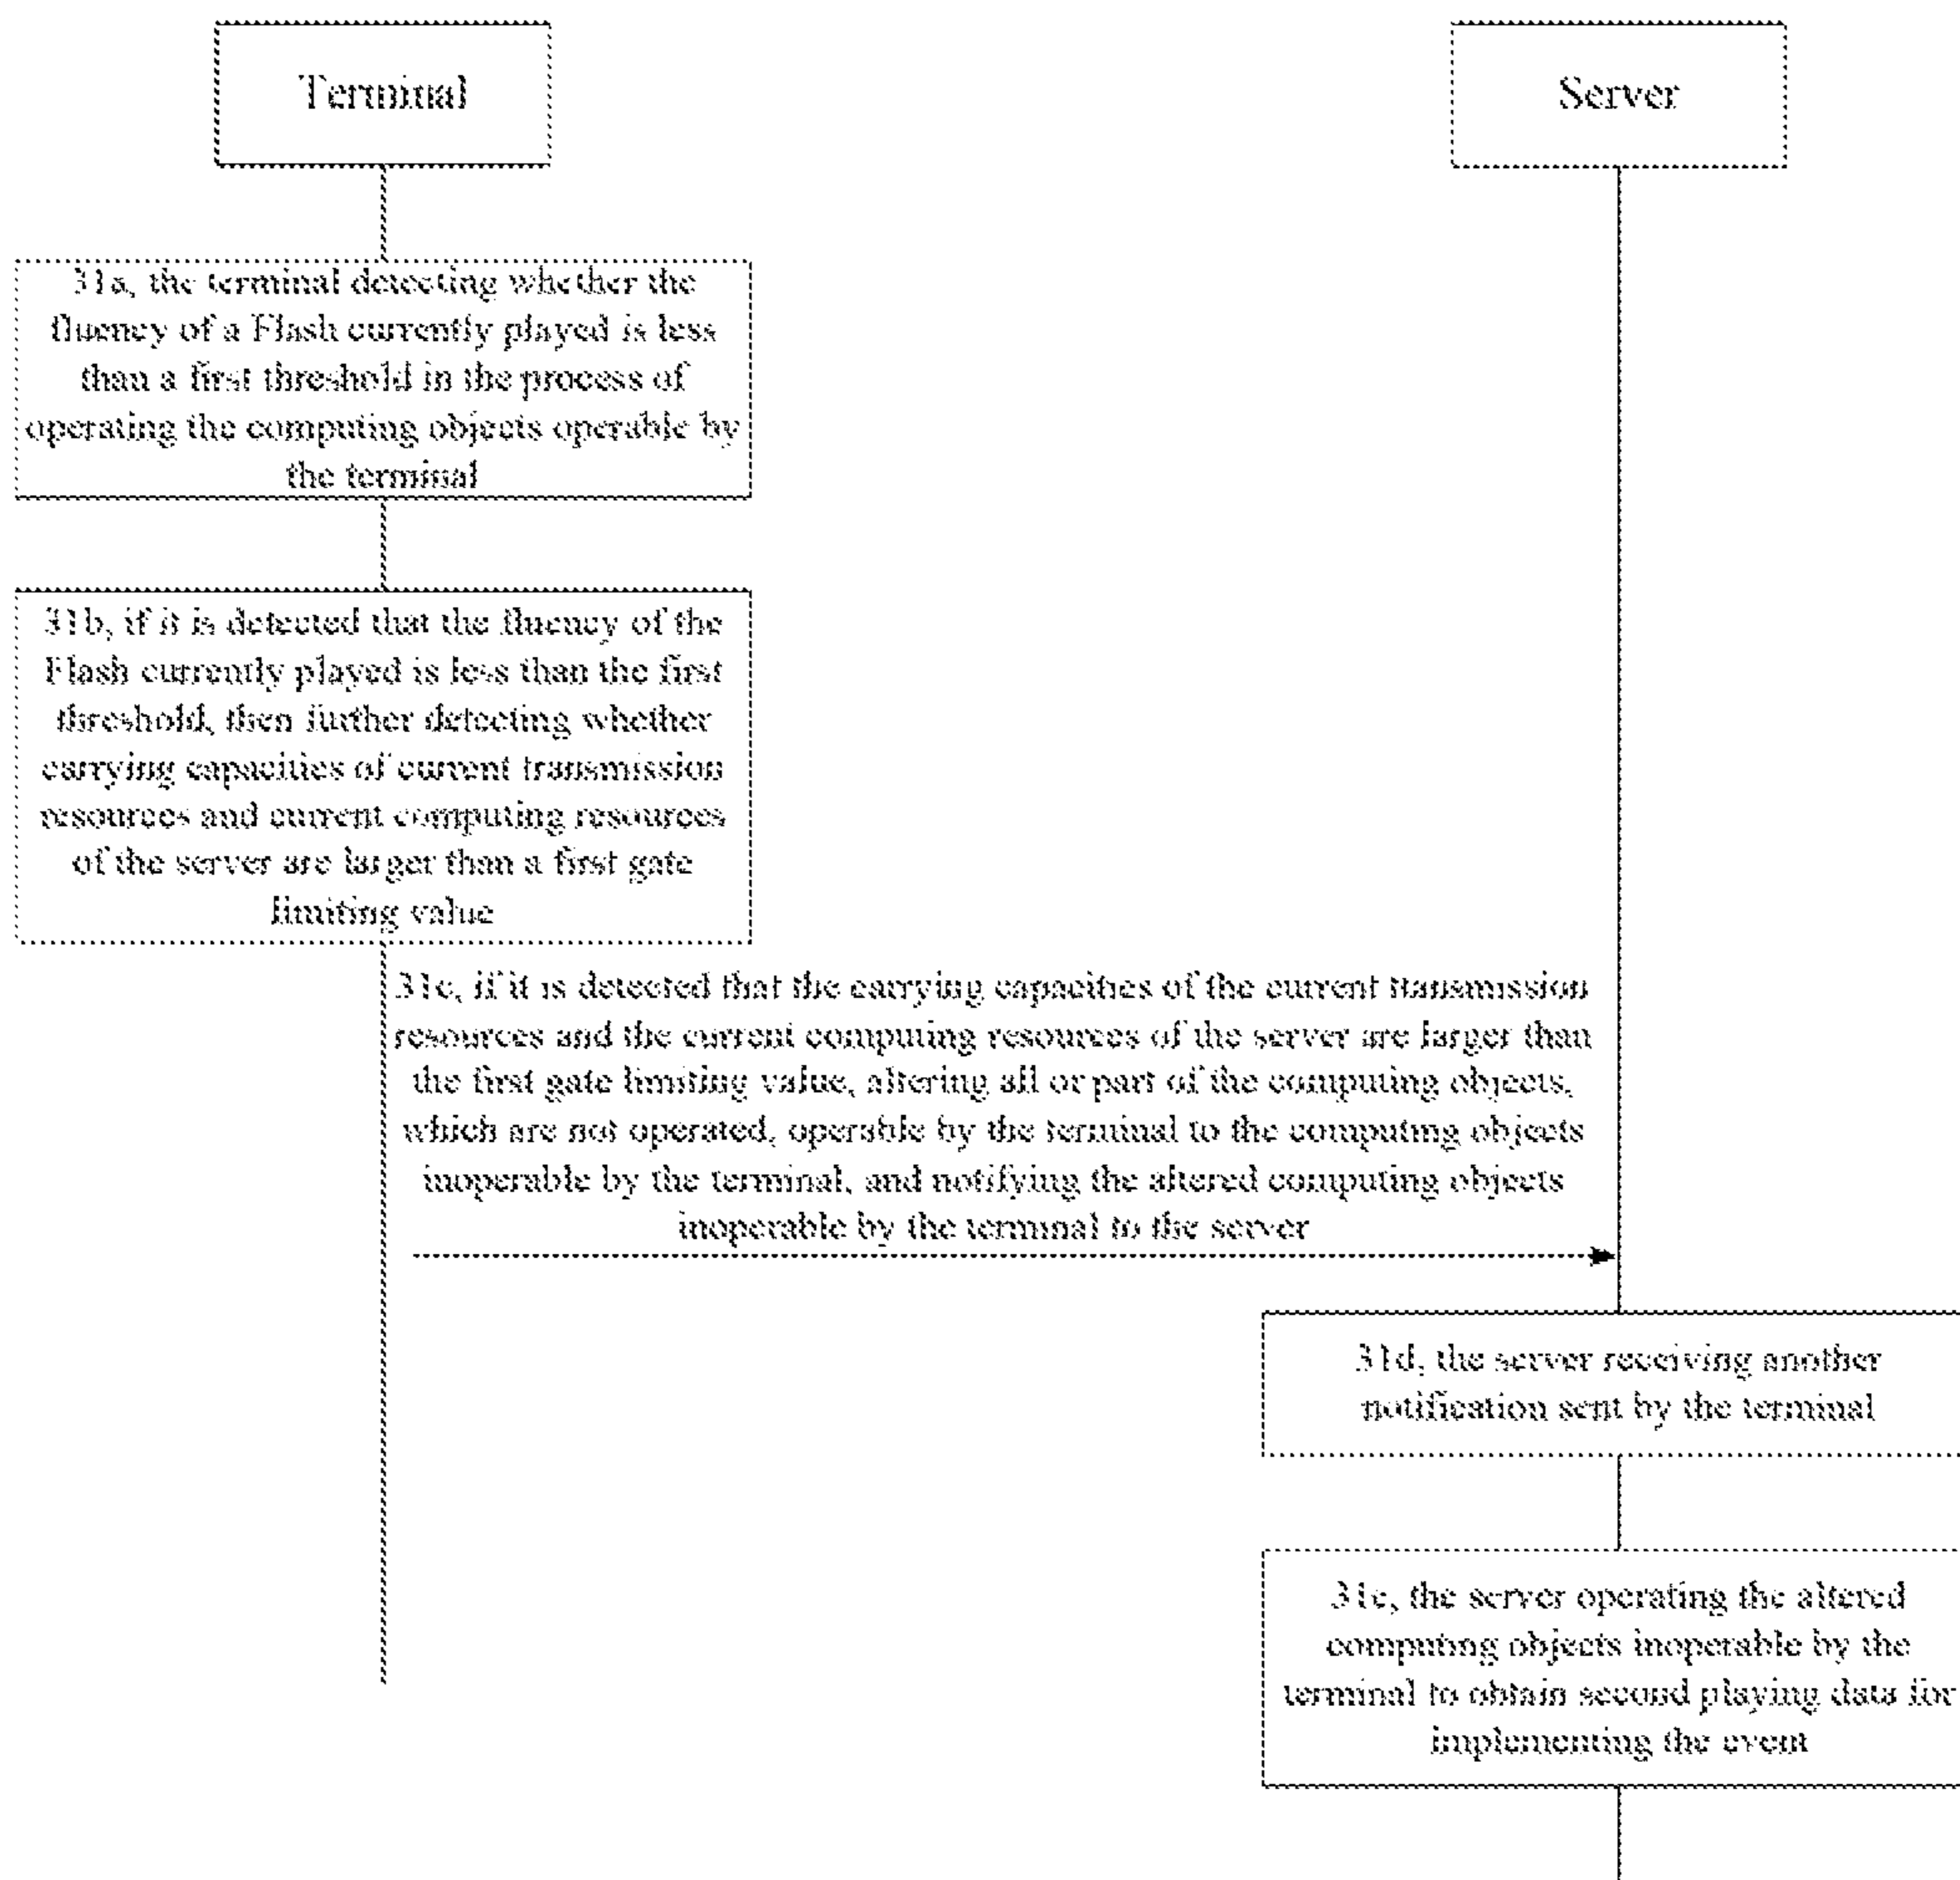 Terminal
Server
31a, the terminal detecting whether the
fluency of a Flash currently played is less
than a first threshold in the process of
operating the computing objects operable by
the terminal
31b, if it is detected that the fluency of the
Flash currently played is less than the first
threshold, then further detecting whether
carrying capacities of current transmission
resources and current computing resources
of the server are larger than a first gate
limiting value
31c, if it is detected that the carrying capacities of the current transmission
resources and the current computing resources of the server are larger than
the first gate limiting value, altering all or part of the computing objects,
which are not operated, operable by the terminal to the computing objects
inoperable by the terminal, and notifying the altered computing objects
inoperable by the terminal to the server
31d, the server receiving another
notification sent by the terminal
31e, the server operating the altered
computing objects inoperable by the
terminal to obtain second playing data for
implementing the event